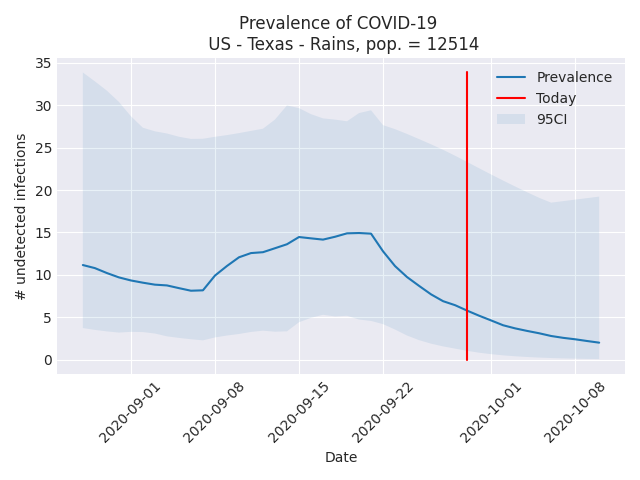 Prevalence of COVID-19
US - Texas - Rains, pop. = 12514
# undetected infections
35
30
25
20
15
10
5
0
Prevalence
Today
95CI
2020-09-01
2020-09-08
2020-09-15
2020-09-22
2020-10-01
2020-10-08
Date